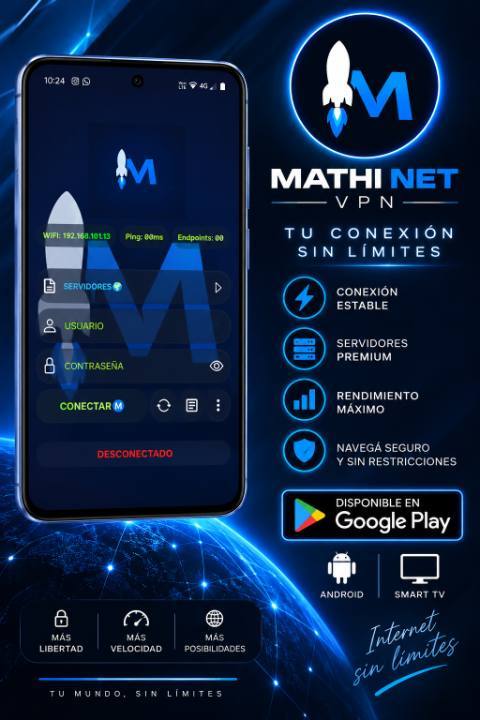 10:24
Vo) LTE 4G
M
WIFI: 192.168.101.13 Ping: 00ms Endpoints: 00
SERVIDORES
USUARIO
CONTRASEÑA
CONECTAR M
DESCONECTADO
M
MATHI NET
VPN
TU CONEXIÓN
SIN LÍMITES
CONEXIÓN
ESTABLE
SERVIDORES
PREMIUM
RENDIMIENTO
MÁXIMO
NAVEGÁ SEGURO
Y SIN RESTRICCIONES
DISPONIBLE EN
Google Play
ANDROID
SMART TV
MÁS
LIBERTAD
MÁS
VELOCIDAD
MÁS
POSIBILIDADES
TU MUNDO, SIN LÍMITES
Internet
sin límites